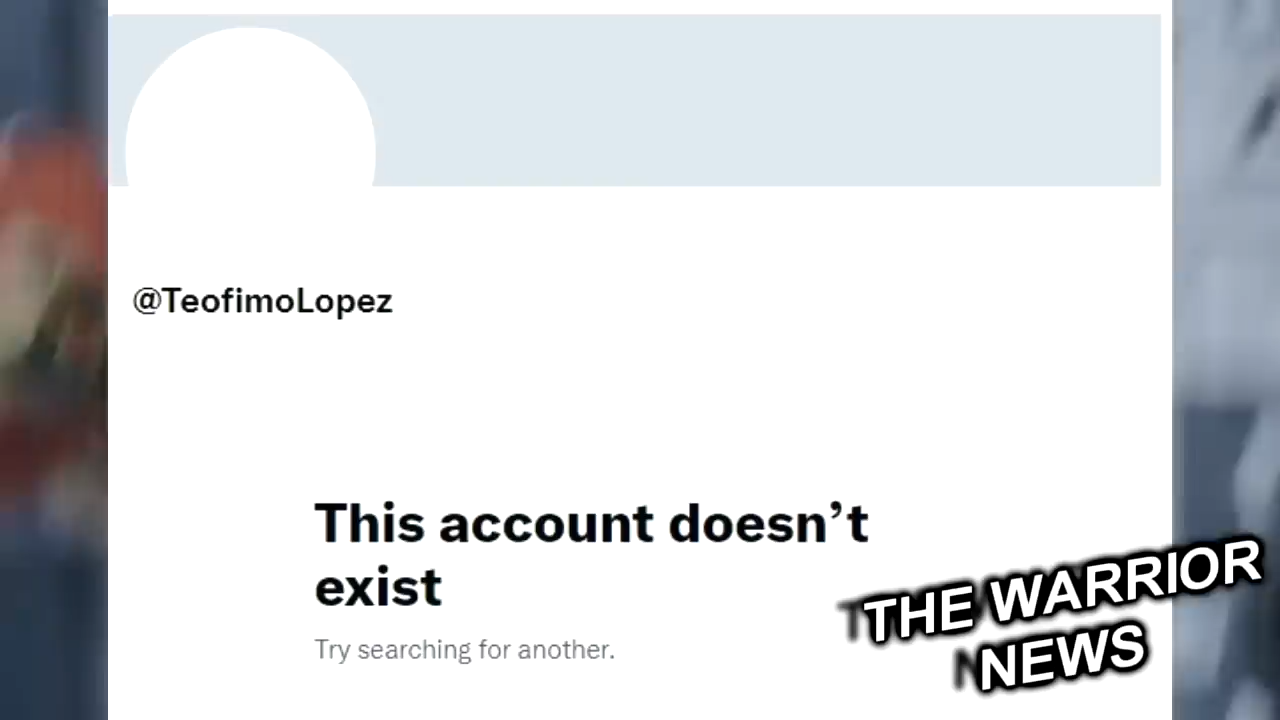 @TeofimoLopez
This account doesn’t
exist
Try searching for another.
THE WARRIOR
NEWS